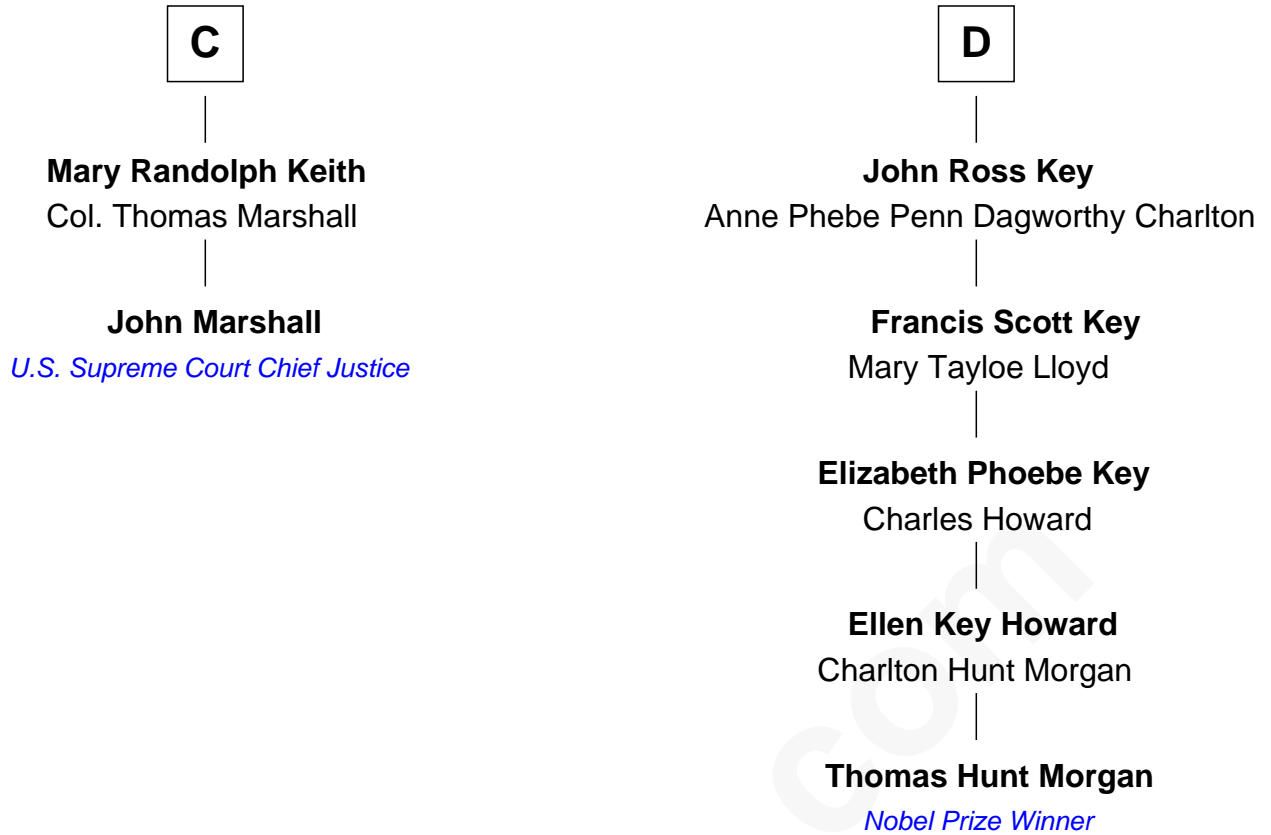 C
Mary Randolph Keith
Col. Thomas Marshall
John Marshall
U.S. Supreme Court Chief Justice
D
John Ross Key
Anne Phebe Penn Dagworthy Charlton
Francis Scott Key
Mary Tayloe Lloyd
Elizabeth Phoebe Key
Charles Howard
Ellen Key Howard
Charlton Hunt Morgan
Thomas Hunt Morgan
Nobel Prize Winner
com